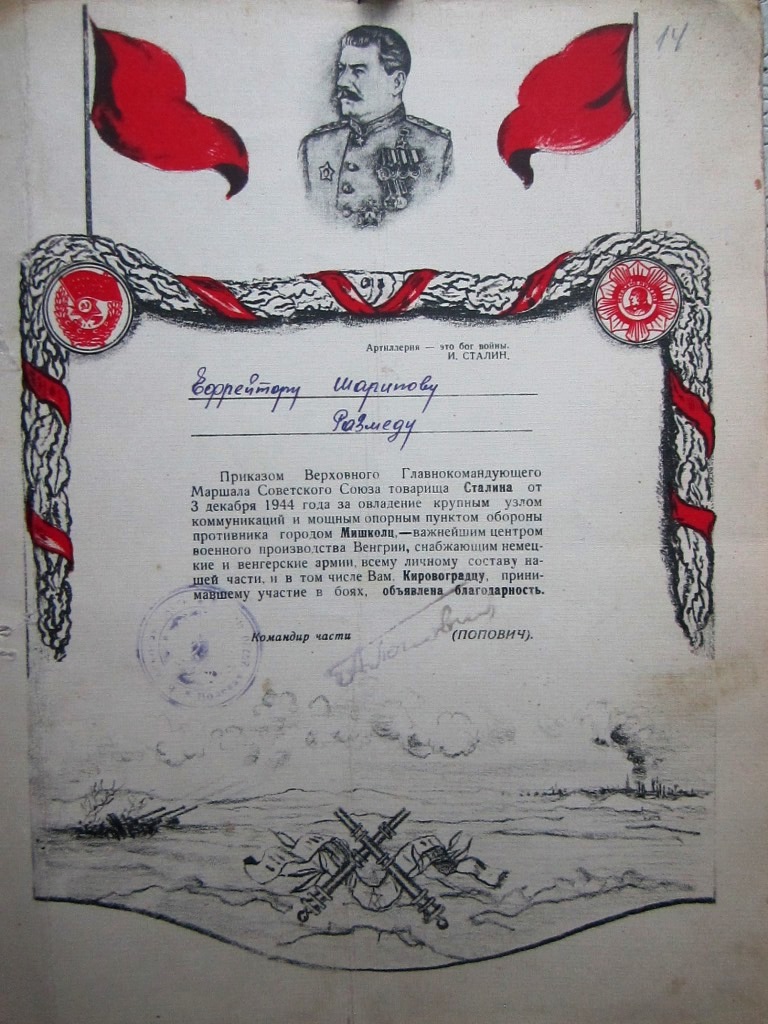 14
Артиллерия — это бог войны.
И. СТАЛИН.
Ефрейтору Шарипову
Размеду
Приказом Верховного Главнокомандующего
Маршала Советского Союза товарища Сталина от
3 декабря 1944 года за овладение крупным узлом
коммуникаций и мощным опорным пунктом обороны
противника городом Мишколц,—важнейшим центром
военного производства Венгрии, снабжающим немец-
кие и венгерские армии, всему личному составу на-
шей части, и в том числе Вам, Кировоградцу, прини-
мавшему участие в боях, объявлена благодарность.
Командир части (ПОПОВИЧ).